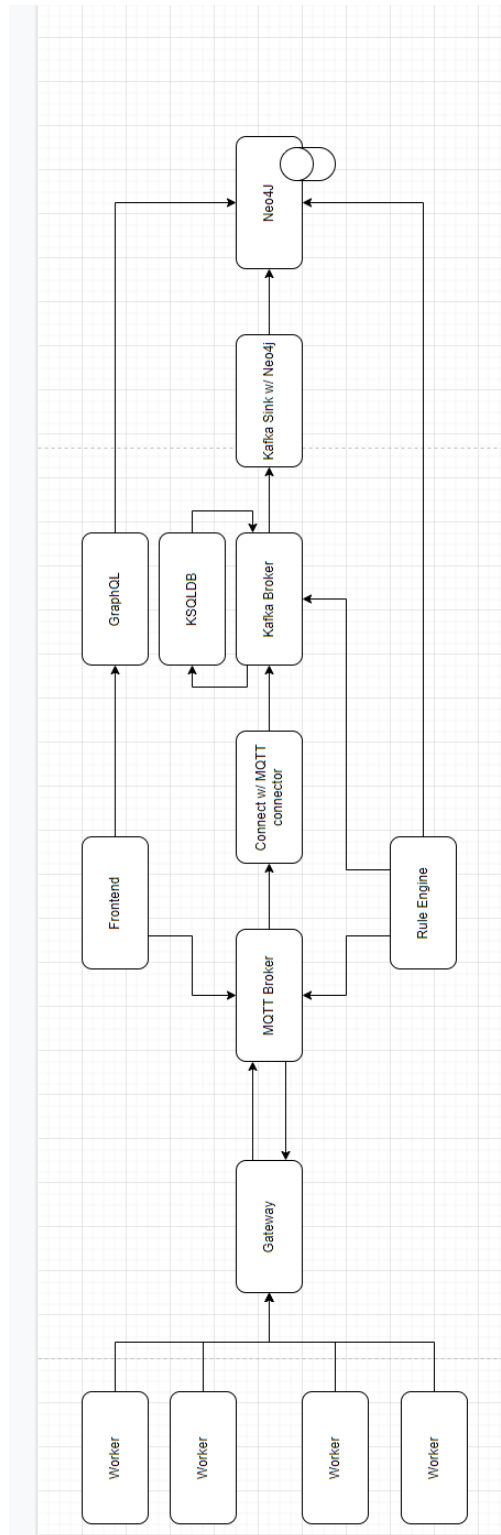 Neo4J
Kafka Sink w/ Neo4j
GraphQL
KSQLDB
Kafka Broker
Connect w/ MQTT
connector
Frontend
Rule Engine
MQTT Broker
Gateway
Worker
Worker
Worker
Worker